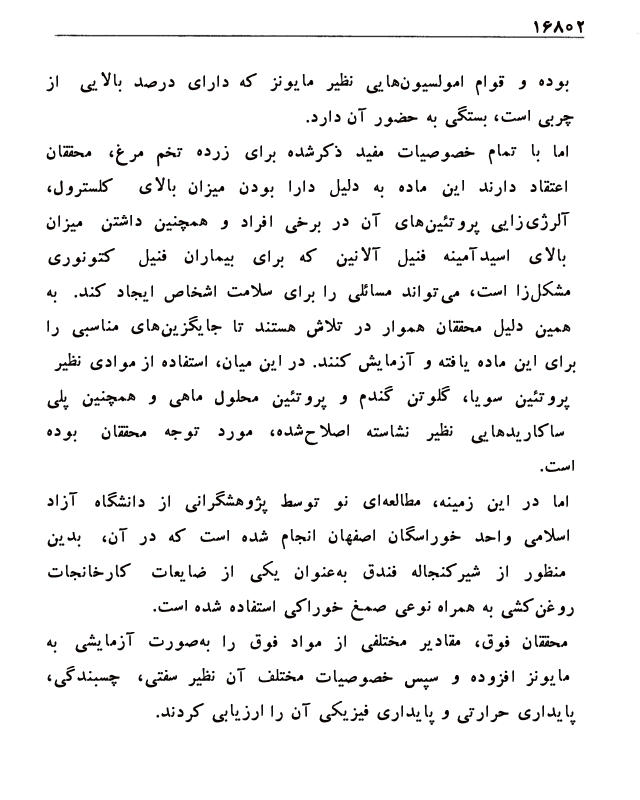 ۱۶۸۰۲
بوده و قوام امولسیون‌هایی نظیر مایونز که دارای درصد بالایی از
چربی است، بستگی به حضور آن دارد.
اما با تمام خصوصیات مفید ذکرشده برای زرده تخم مرغ، محققان
اعتقاد دارند این ماده به دلیل دارا بودن میزان بالای کلسترول،
آلرژی‌زایی پروتئین‌های آن در برخی افراد و همچنین داشتن میزان
بالای اسیدآمینه فنیل آلانین که برای بیماران فنیل کتونوری
مشکل‌زا است، می‌تواند مسائلی را برای سلامت اشخاص ایجاد کند. به
همین دلیل محققان هموار در تلاش هستند تا جایگزین‌های مناسبی را
برای این ماده یافته و آزمایش کنند. در این میان، استفاده از موادی نظیر
پروتئین سویا، گلوتن گندم و پروتئین محلول ماهی و همچنین پلی
ساکاریدهایی نظیر نشاسته اصلاح‌شده، مورد توجه محققان بوده
است.
اما در این زمینه، مطالعه‌ای نو توسط پژوهشگرانی از دانشگاه آزاد
اسلامی واحد خوراسگان اصفهان انجام شده است که در آن، بدین
منظور از شیرکنجاله فندق به‌عنوان یکی از ضایعات کارخانجات
روغن‌کشی به همراه نوعی صمغ خوراکی استفاده شده است.
محققان فوق، مقادیر مختلفی از مواد فوق را به‌صورت آزمایشی به
مایونز افزوده و سپس خصوصیات مختلف آن نظیر سفتی، چسبندگی،
پایداری حرارتی و پایداری فیزیکی آن را ارزیابی کردند.